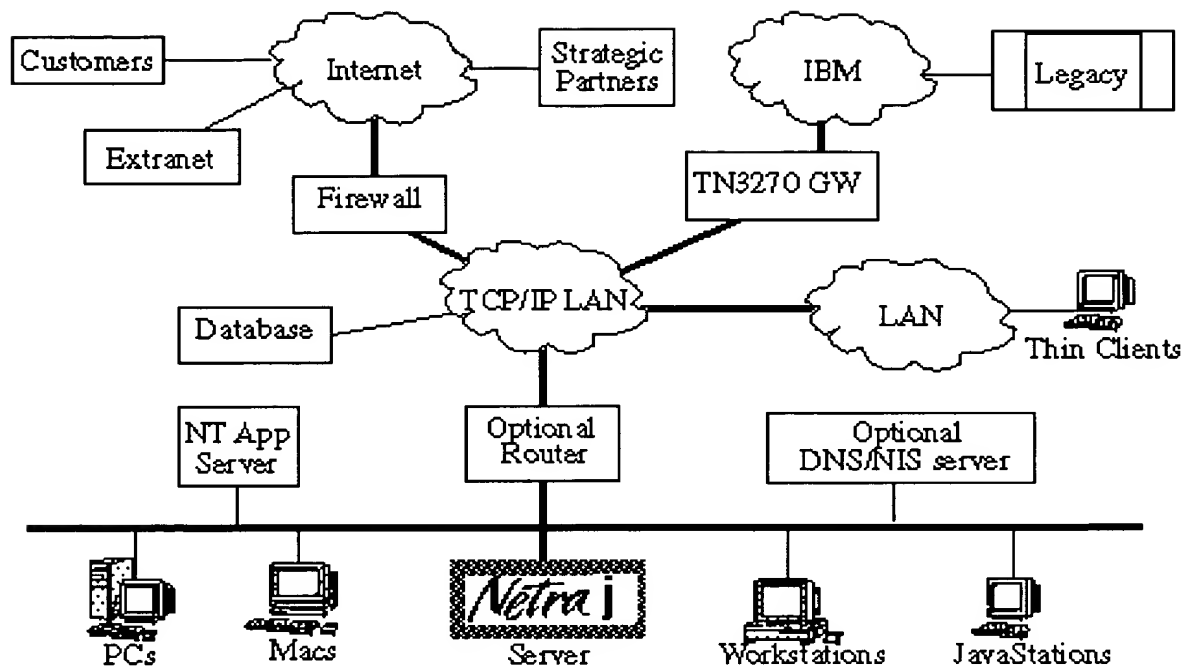 Customers
Internet
Strategic
Partners
IBM
Legacy
Extranet
Firewall
TN3270 GW
TCP/IP LAN
Database
LAN
Thin Clients
NT App
Server
Optional
Router
Optional
DNS/NIS server
Netra j
PCs
Macs
Server
Workstations
JavaStations